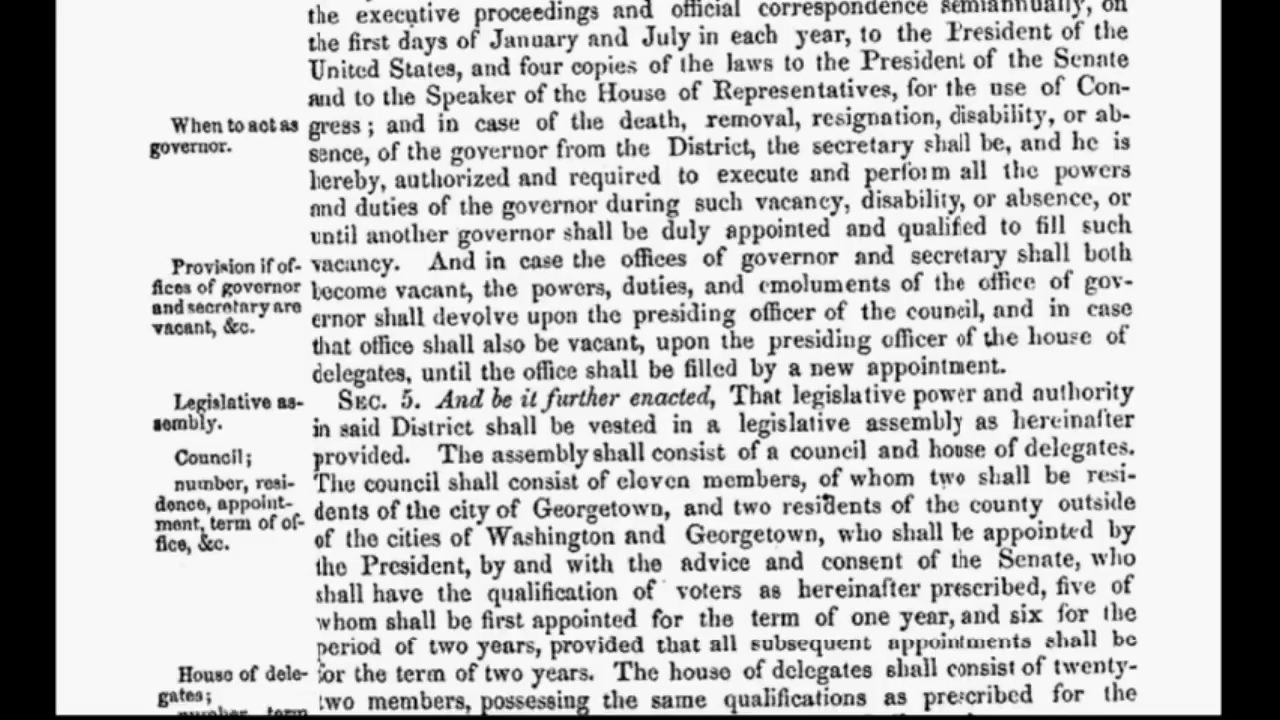 the executive proceedings and official correspondence semiannually, on
the first days of January and July in each year, to the President of the
United States, and four copies of the laws to the President of the Senate
and to the Speaker of the House of Representatives, for the use of Con-
When to act as
governor.
gress; and in case of the death, removal, resignation, disability, or ab-
sence, of the governor from the District, the secretary shall be, and he is
hereby, authorized and required to execute and perform all the powers
and duties of the governor during such vacancy, disability, or absence, or
until another governor shall be duly appointed and qualified to fill such
Provision if of-
fices of governor
and secretary are
vacant, &c.
vacancy. And in case the offices of governor and secretary shall both
become vacant, the powers, duties, and emoluments of the office of gov-
ernor shall devolve upon the presiding officer of the council, and in case
that office shall also be vacant, upon the presiding officer of the house of
delegates, until the office shall be filled by a new appointment.
Legislative as-
sembly.
SEC. 5. And be it further enacted, That legislative power and authority
in said District shall be vested in a legislative assembly as hereinafter
Council;
number, resi-
dence, appoint-
ment, term of of-
fice, &c.
provided. The assembly shall consist of a council and house of delegates.
The council shall consist of eleven members, of whom two shall be resi-
dents of the city of Georgetown, and two residents of the county outside
of the cities of Washington and Georgetown, who shall be appointed by
the President, by and with the advice and consent of the Senate, who
shall have the qualification of voters as hereinafter prescribed, five of
whom shall be first appointed for the term of one year, and six for the
period of two years, provided that all subsequent appointments shall be
House of dele-
gates;
number, term
for the term of two years. The house of delegates shall consist of twenty-
two members, possessing the same qualifications as prescribed for the